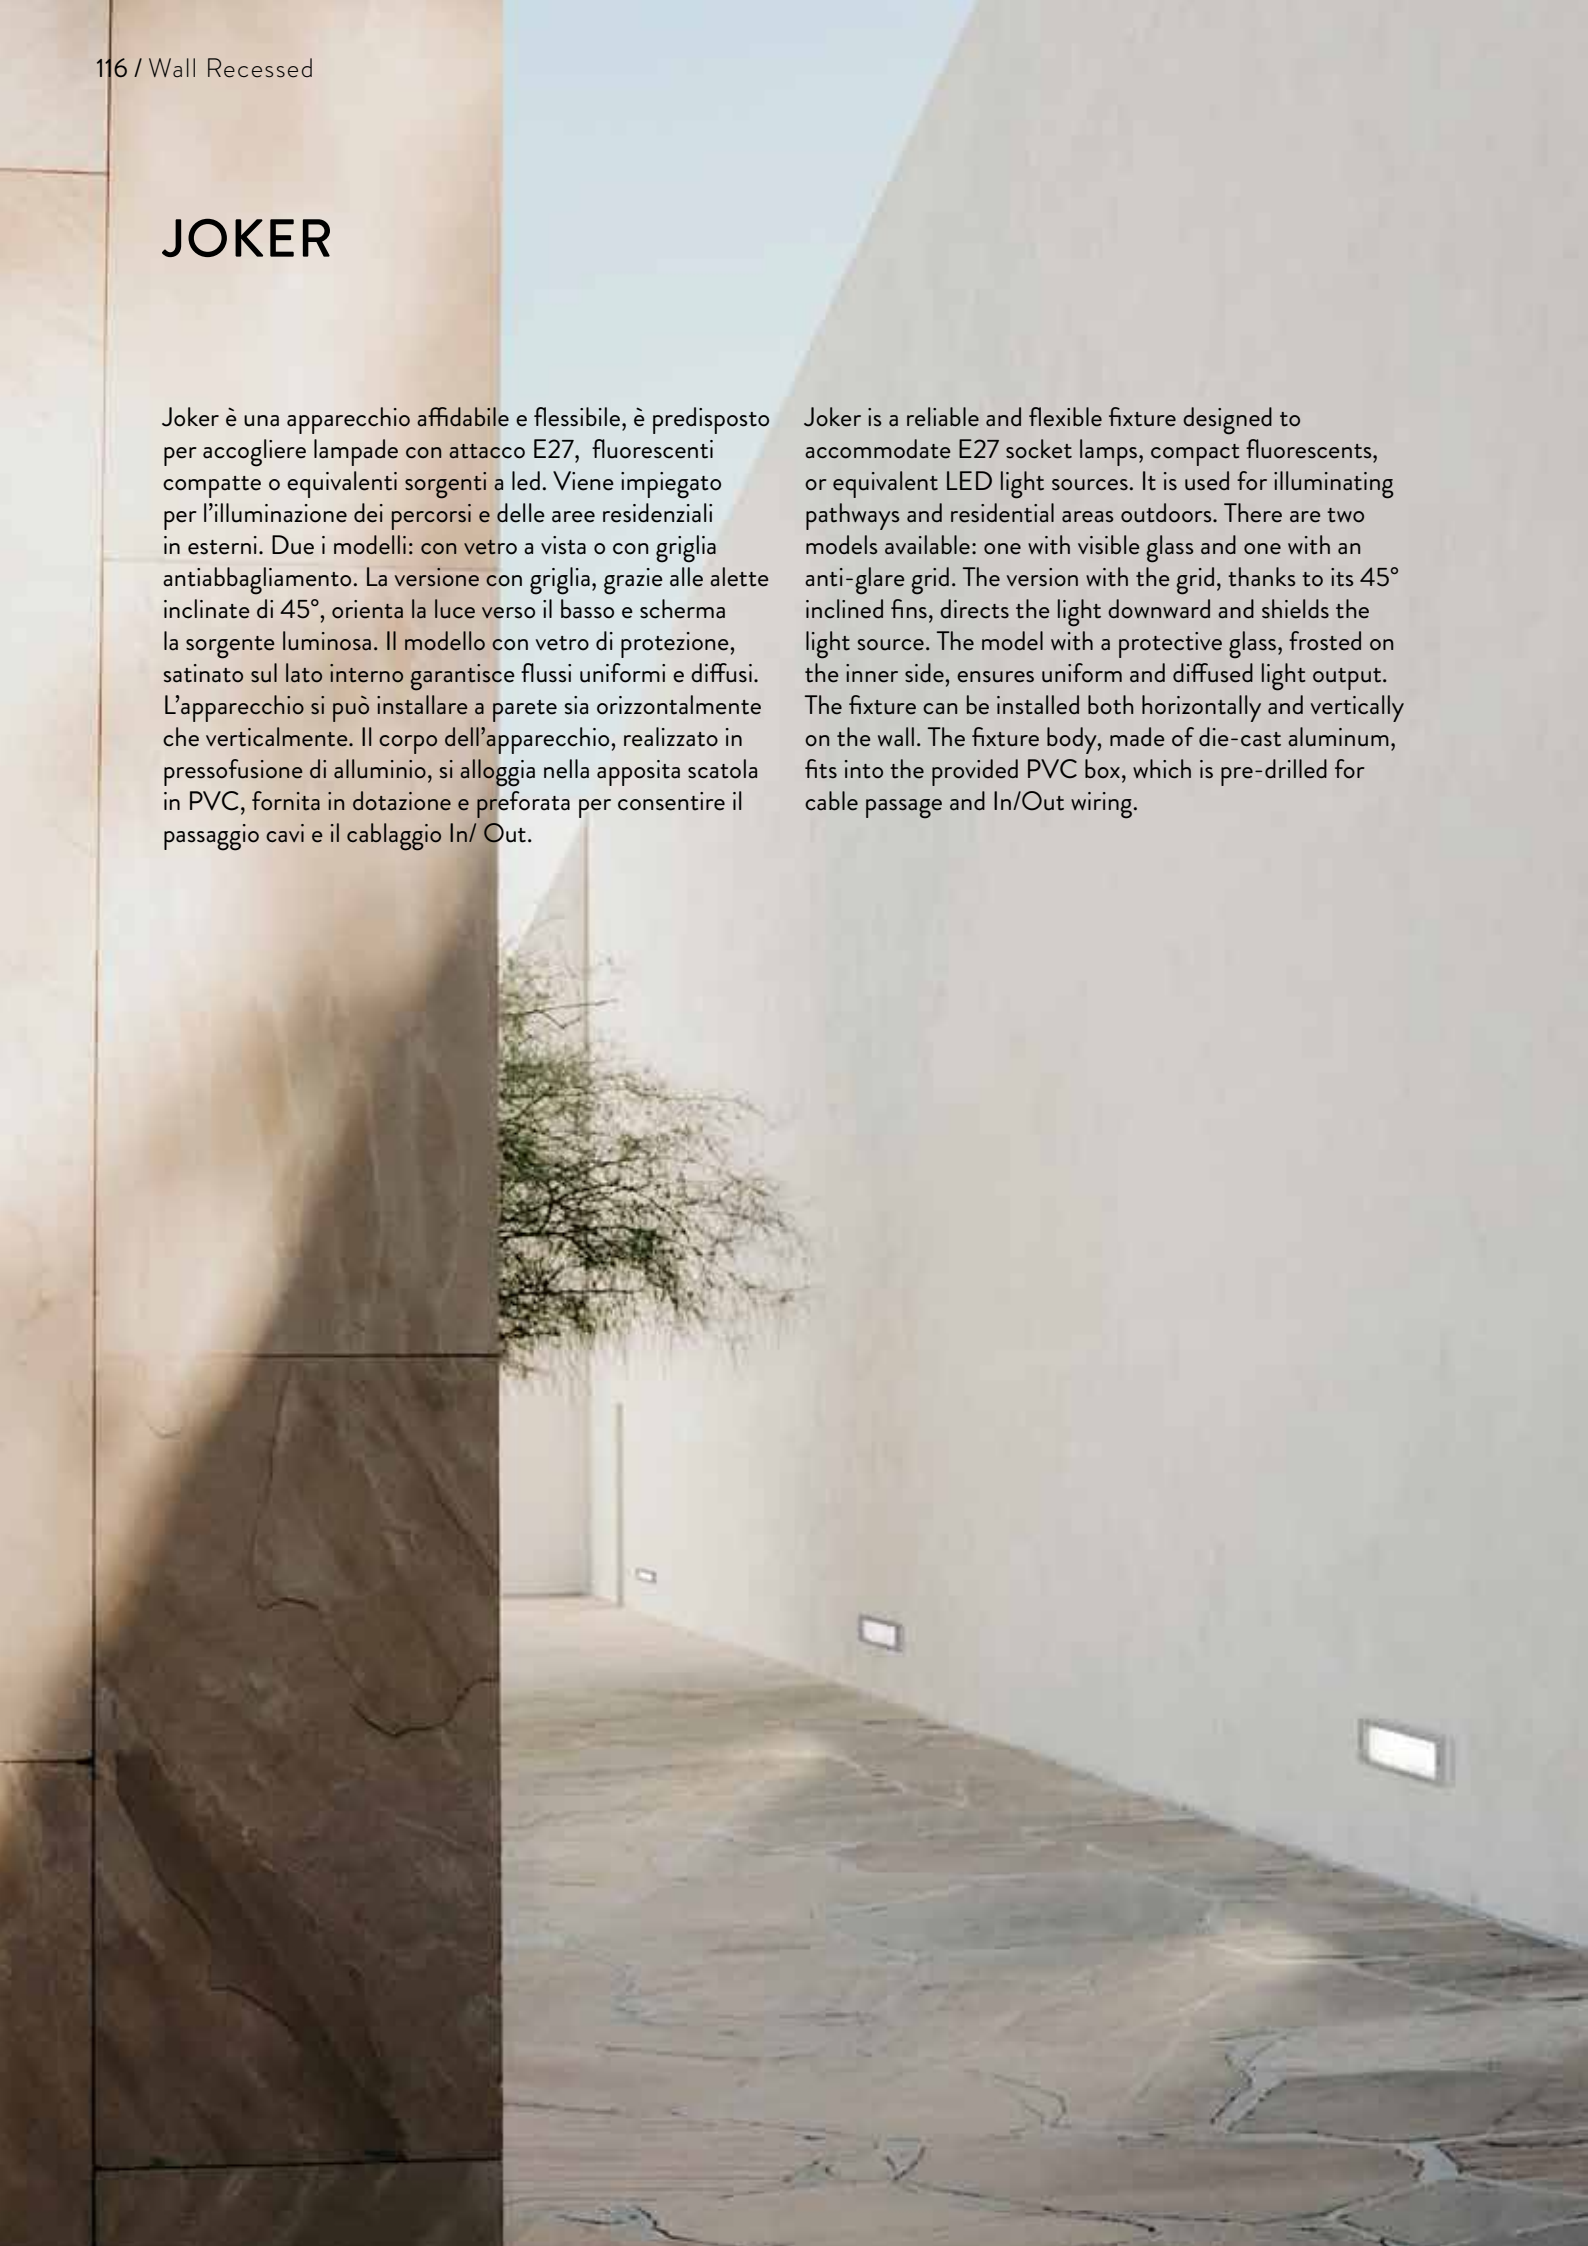 116 / Wall Recessed
JOKER
Joker è una apparecchio affidabile e flessibile, è predisposto
per accogliere lampade con attacco E27,  fluorescenti
compatte o equivalenti sorgenti a led. Viene impiegato
per l’illuminazione dei percorsi e delle aree residenziali
in esterni. Due i modelli: con vetro a vista o con griglia
antiabbagliamento. La versione con griglia, grazie alle alette
inclinate di 45°, orienta la luce verso il basso e scherma
la sorgente luminosa. Il modello con vetro di protezione,
satinato sul lato interno garantisce flussi uniformi e diffusi.
L’apparecchio si può installare a parete sia orizzontalmente
che verticalmente. Il corpo dell’apparecchio, realizzato in
pressofusione di alluminio, si alloggia nella apposita scatola
in PVC, fornita in dotazione e preforata per consentire il
passaggio cavi e il cablaggio In/ Out.
Joker is a reliable and flexible fixture designed to
accommodate E27 socket lamps, compact fluorescents,
or equivalent LED light sources. It is used for illuminating
pathways and residential areas outdoors. There are two
models available: one with visible glass and one with an
anti-glare grid. The version with the grid, thanks to its 45°
inclined fins, directs the light downward and shields the
light source. The model with a protective glass, frosted on
the inner side, ensures uniform and diffused light output.
The fixture can be installed both horizontally and vertically
on the wall. The fixture body, made of die-cast aluminum,
fits into the provided PVC box, which is pre-drilled for
cable passage and In/Out wiring.